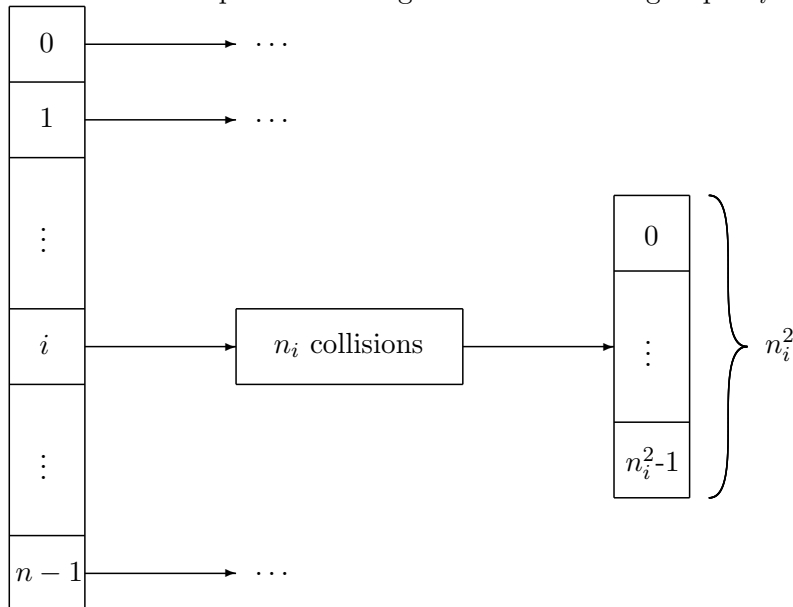 0
⋯
1
⋯
⋮
0
i
n_i collisions
⋮
n_i^2
⋮
n_i^2-1
n − 1
⋯